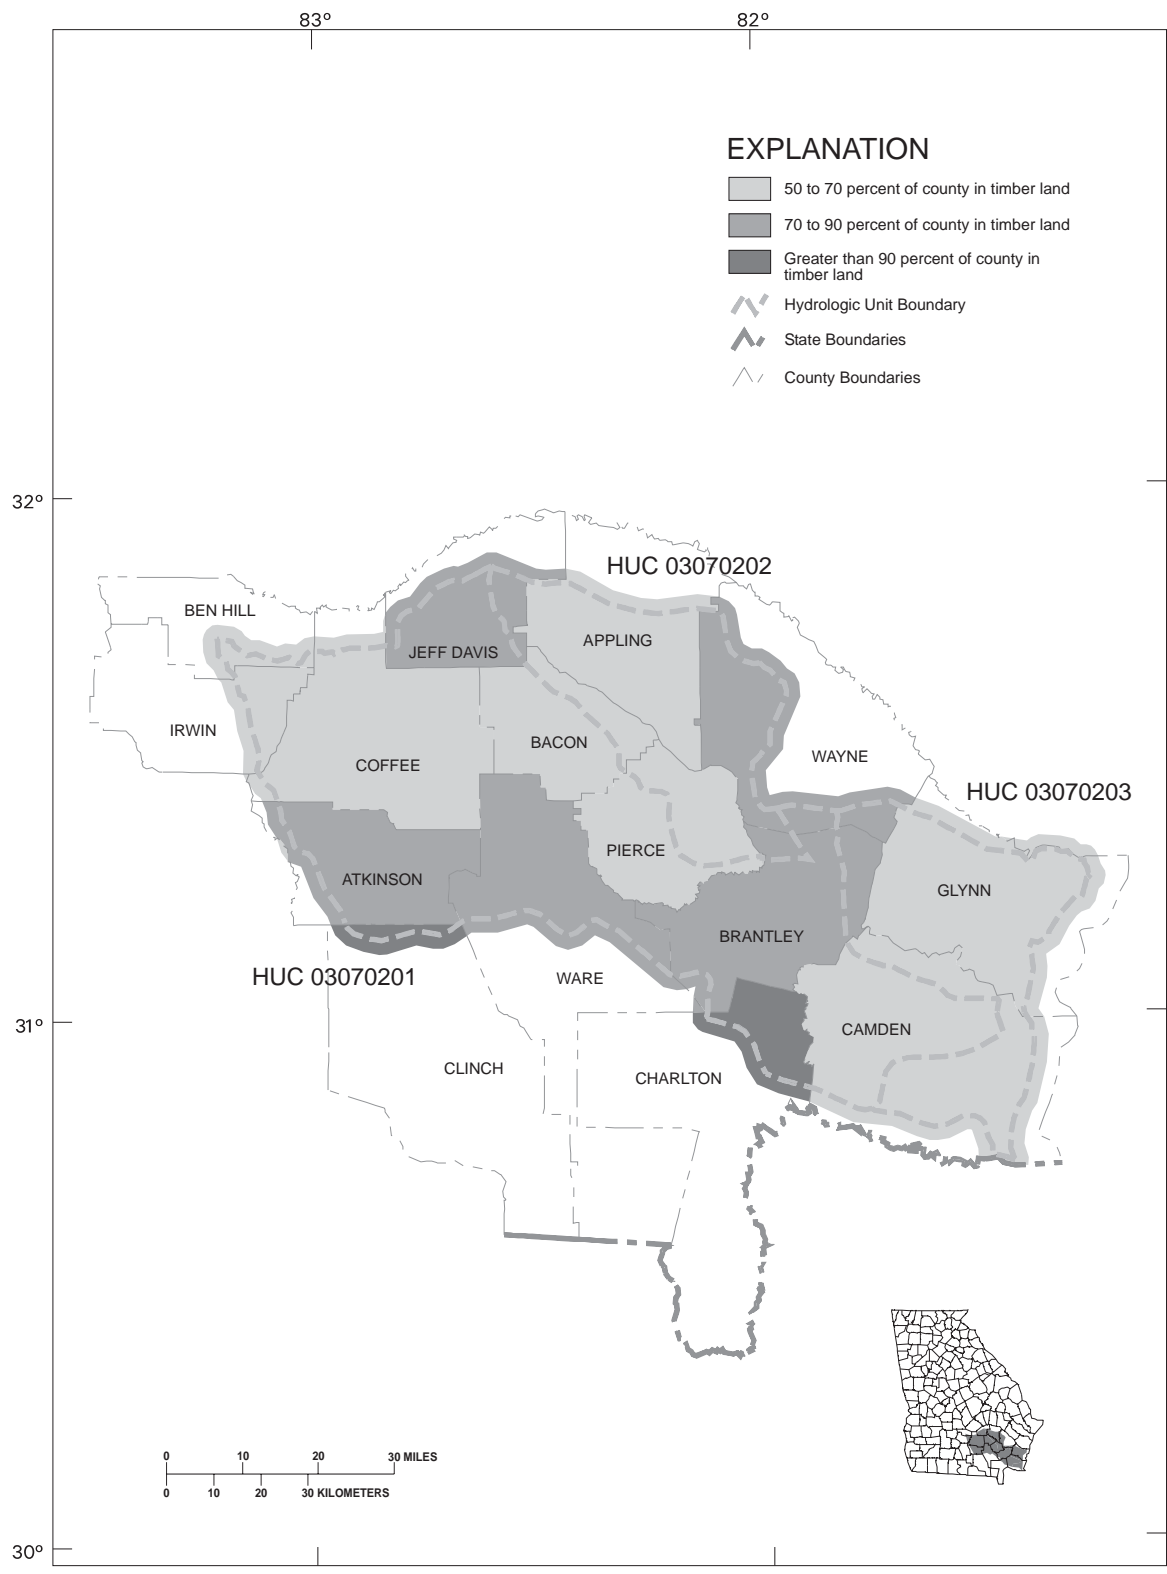 83°
82°
EXPLANATION
50 to 70 percent of county in timber land
70 to 90 percent of county in timber land
Greater than 90 percent of county in
timber land
Hydrologic Unit Boundary
State Boundaries
County Boundaries
32°
HUC 03070202
BEN HILL
APPLING
JEFF DAVIS
IRWIN
BACON
WAYNE
COFFEE
HUC 03070203
PIERCE
ATKINSON
GLYNN
BRANTLEY
HUC 03070201
WARE
31°
CAMDEN
CLINCH
CHARLTON
0 10 20 30 MILES
0 10 20 30 KILOMETERS
30°